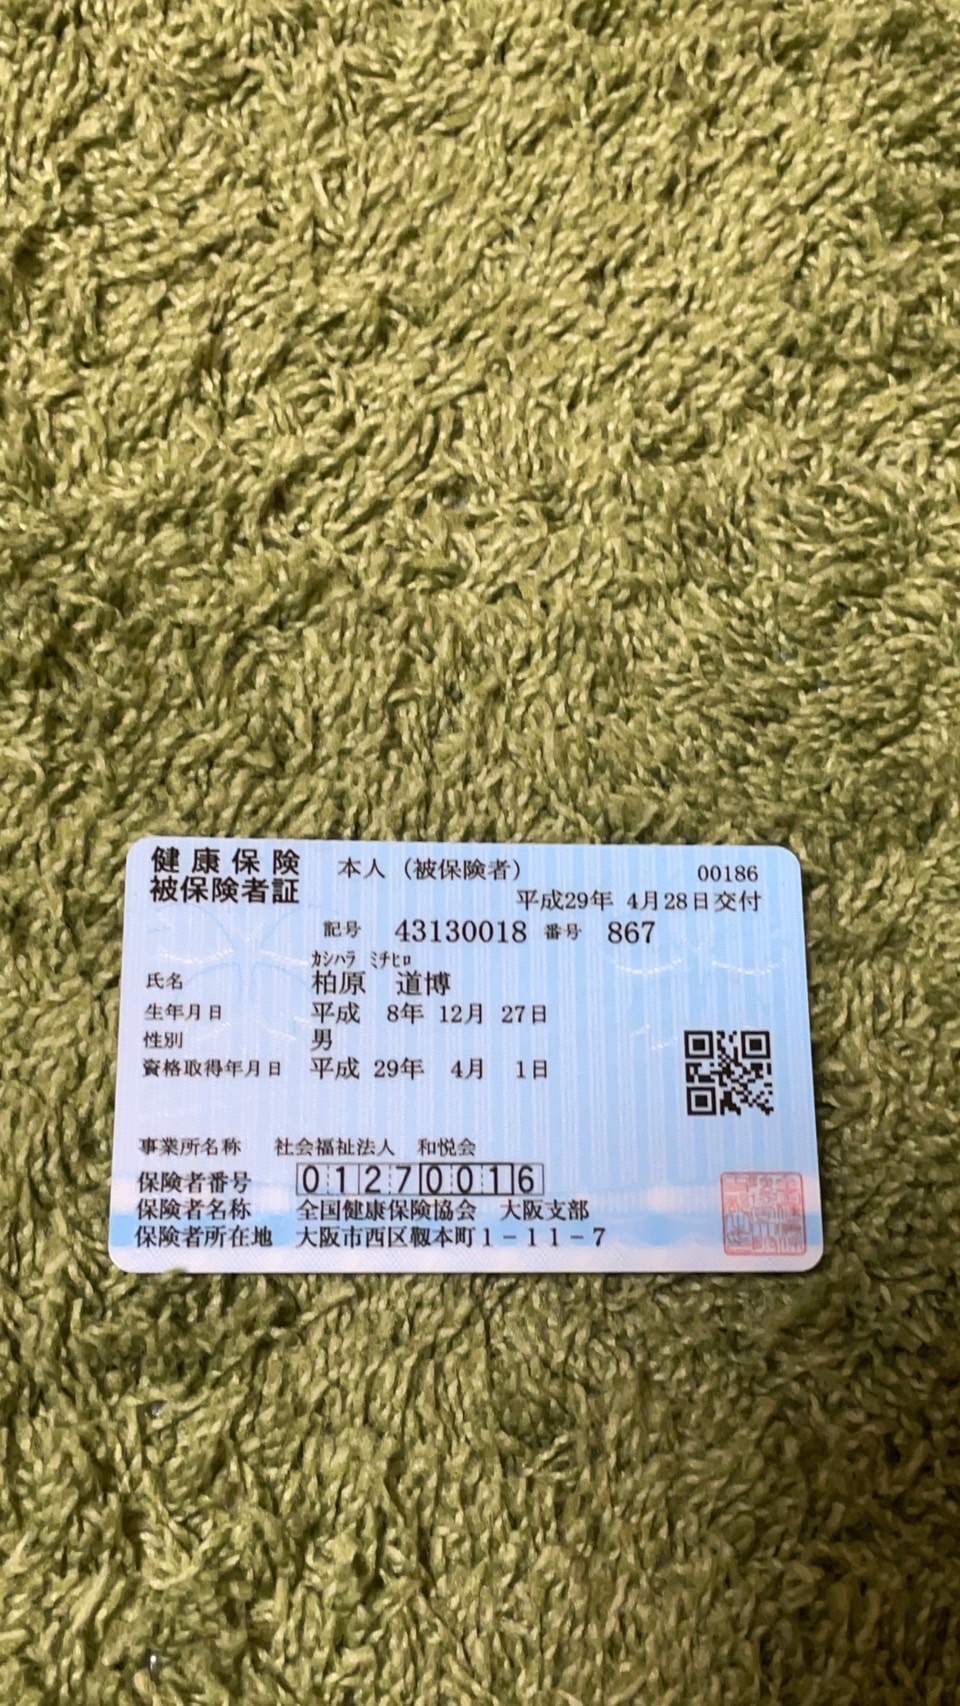 健康保険 本人（被保険者） 00186
被保険者証 平成29年 4月28日交付
記号 43130018 番号 867
ｶｼﾊﾗ ﾐﾁﾋﾛ
氏名 柏原 道博
生年月日 平成 8年 12月 27日
性別 男
資格取得年月日 平成 29年 4月 1日
事業所名称 社会福祉法人 和悦会
保険者番号 01270016
保険者名称 全国健康保険協会 大阪支部
保険者所在地 大阪市西区靱本町1－11－7